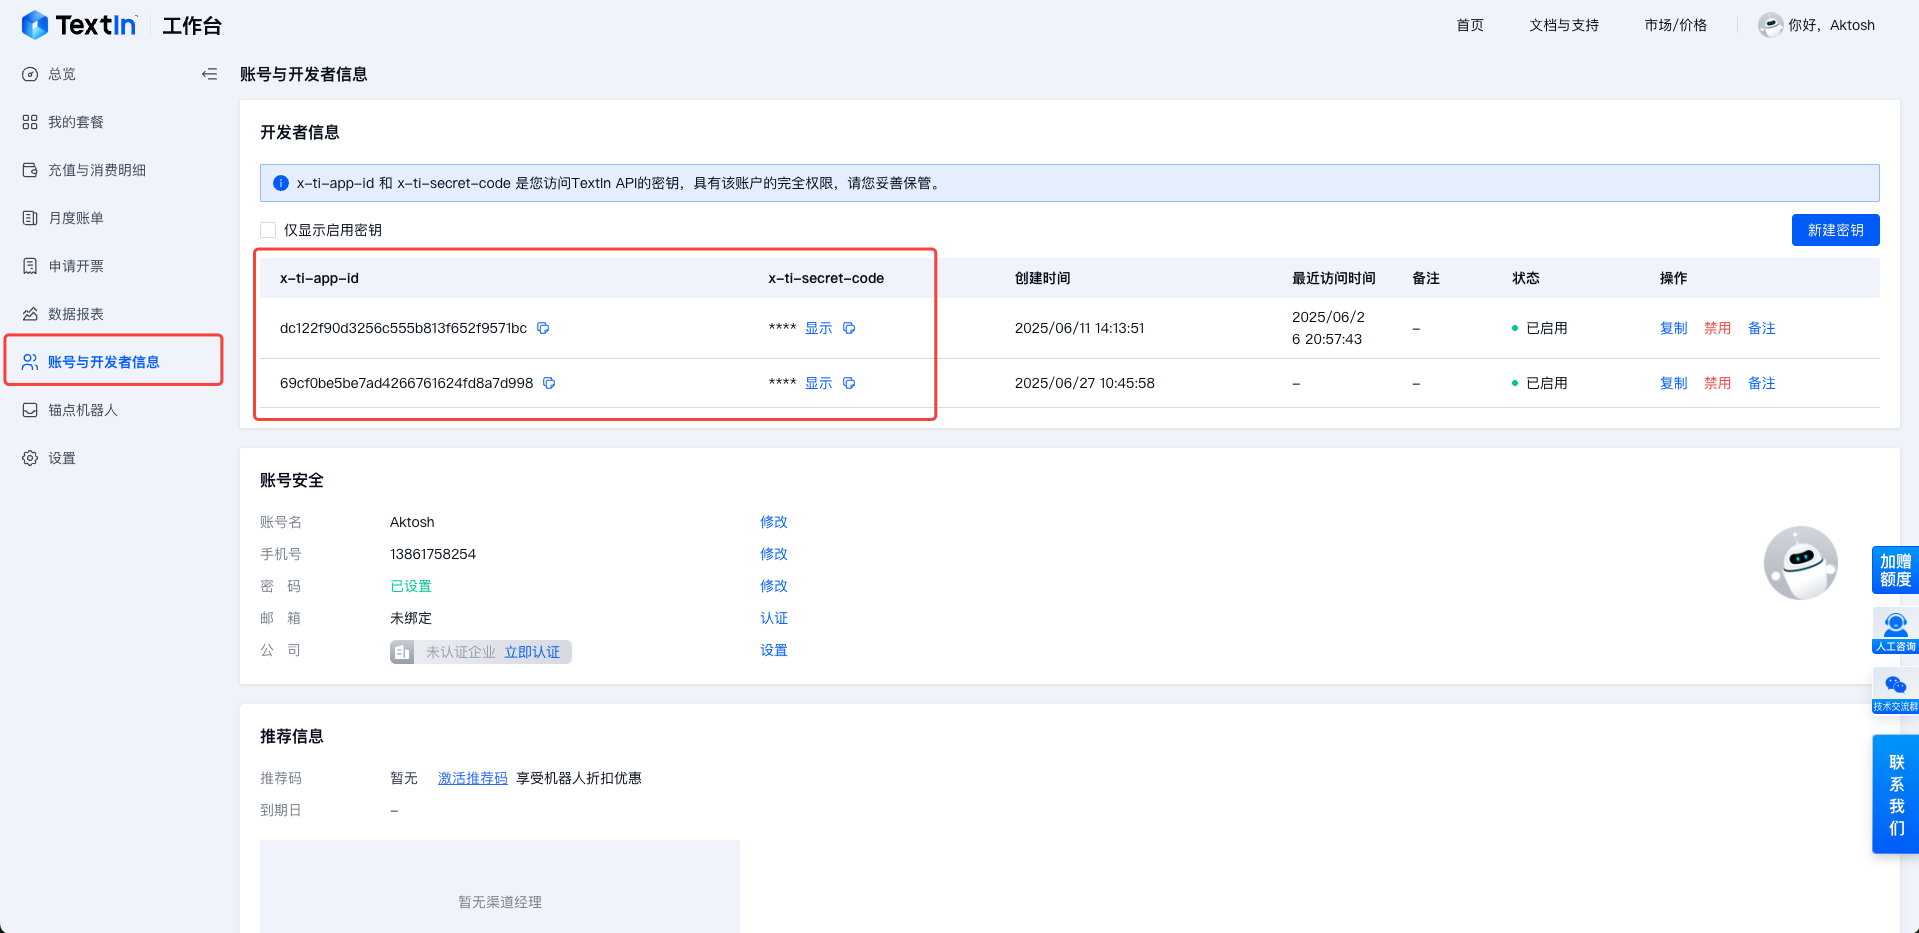 TextIn 工作台
首页 文档与支持 市场/价格 你好，Aktosh
总览
我的套餐
充值与消费明细
月度账单
申请开票
数据报表
账号与开发者信息
锚点机器人
设置
账号与开发者信息
开发者信息
x-ti-app-id 和 x-ti-secret-code 是您访问TextIn API的密钥，具有该账户的完全权限，请您妥善保管。
仅显示启用密钥 新建密钥
x-ti-app-id x-ti-secret-code 创建时间 最近访问时间 备注 状态 操作
dc122f90d3256c555b813f652f9571bc **** 显示 2025/06/11 14:13:51 2025/06/2
6 20:57:43 – 已启用 复制 禁用 备注
69cf0be5be7ad4266761624fd8a7d998 **** 显示 2025/06/27 10:45:58 – – 已启用 复制 禁用 备注
账号安全
账号名 Aktosh 修改
手机号 13861758254 修改
密 码 已设置 修改
邮 箱 未绑定 认证
公 司 未认证企业 立即认证 设置
推荐信息
推荐码 暂无 激活推荐码 享受机器人折扣优惠
到期日 –
暂无渠道经理
加赠
额度
人工咨询
技术交流群
联
系
我
们